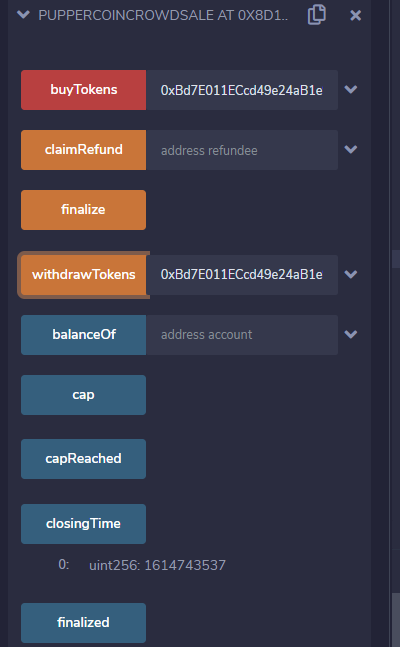 PUPPERCOINCROWDSALE AT 0X8D1..
buyTokens 0xBd7E011ECcd49e24aB1e
claimRefund address refundee
finalize
withdrawTokens 0xBd7E011ECcd49e24aB1e
balanceOf address account
cap
capReached
closingTime
0: uint256: 1614743537
finalized